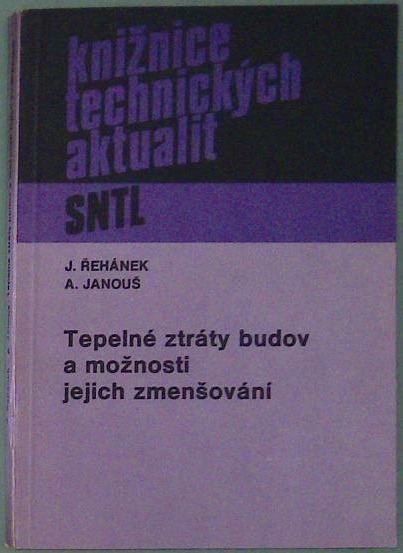 knižnice
technických
aktualit
SNTL
J. ŘEHÁNEK
A. JANOUŠ
Tepelné ztráty budov
a možnosti
jejich zmenšování